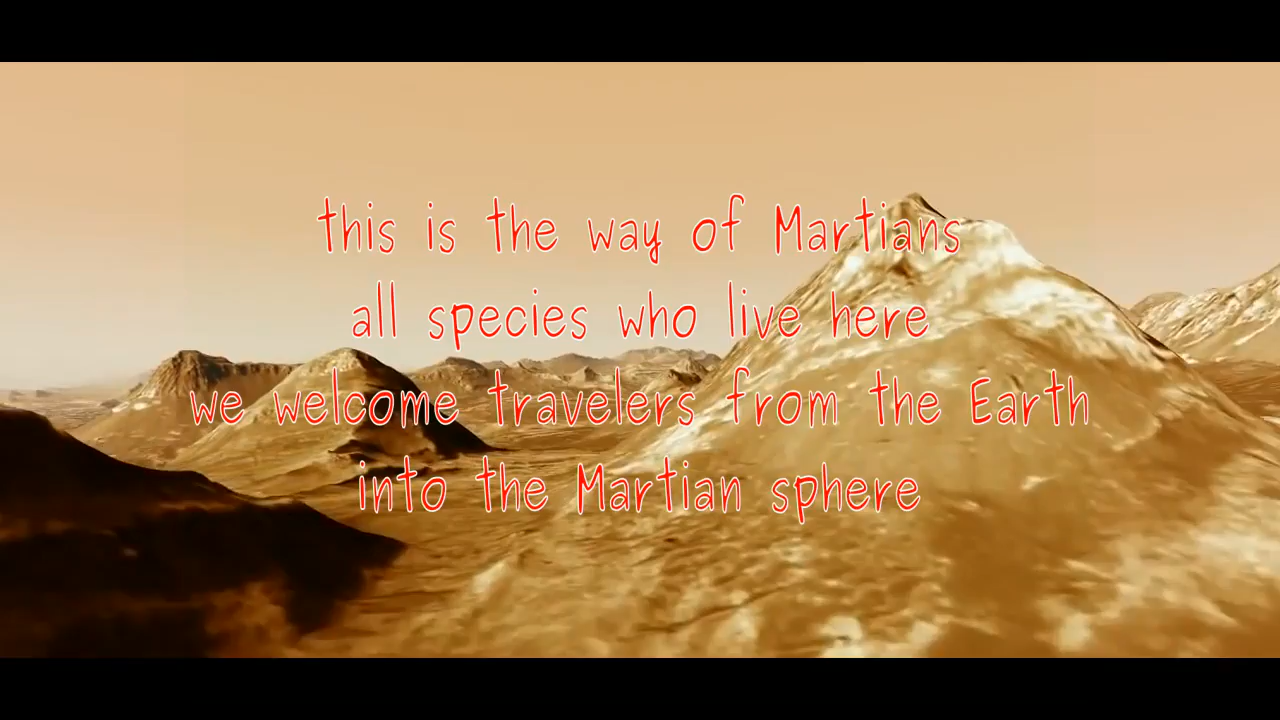 this is the way of Martians
all species who live here
we welcome travelers from the Earth
into the Martian sphere